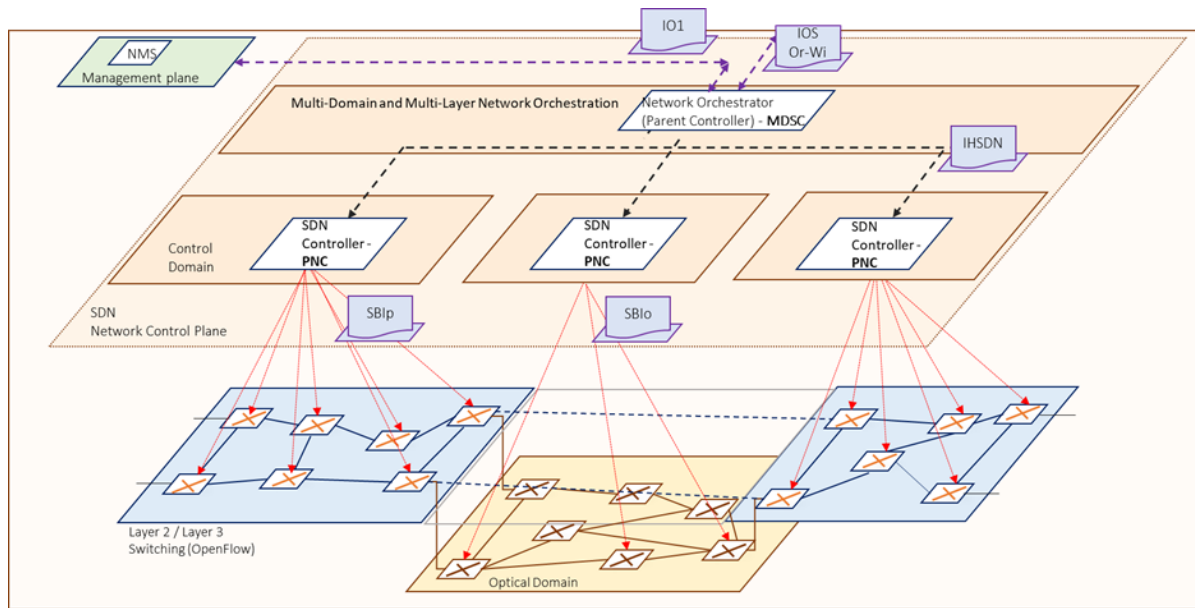 IO1
IOS
Or-Wi
NMS
Management plane
Multi-Domain and Multi-Layer Network Orchestration
Network Orchestrator
(Parent Controller) - MDSC
IHSDN
SDN
Controller -
PNC
SDN
Controller -
PNC
SDN
Controller -
PNC
Control
Domain
SDN
Network Control Plane
SBIp
SBIo
Layer 2 / Layer 3
Switching (OpenFlow)
Optical Domain